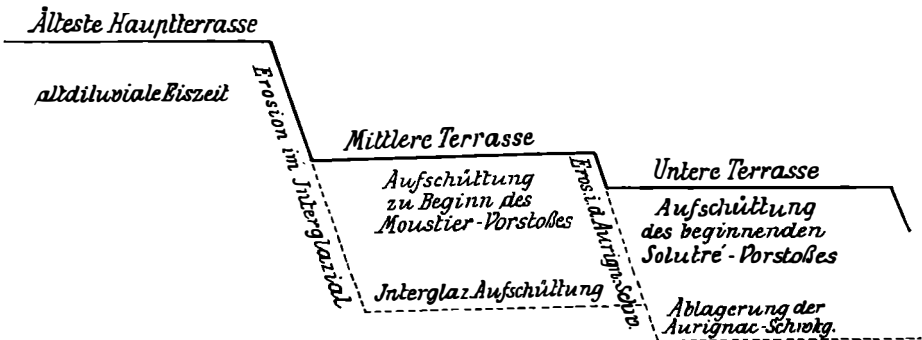 Älteste Hauptterrasse
altdiluviale Eiszeit
Erosion im Interglazial
Mittlere Terrasse
Aufschüttung
zu Beginn des
Moustier-Vorstoßes
Interglaz. Aufschüttung
Eros. i. d. Aurign. Schw.
Untere Terrasse
Aufschüttung
des beginnenden
Solutré-Vorstoßes
Ablagerung der
Aurignac-Schwkg.